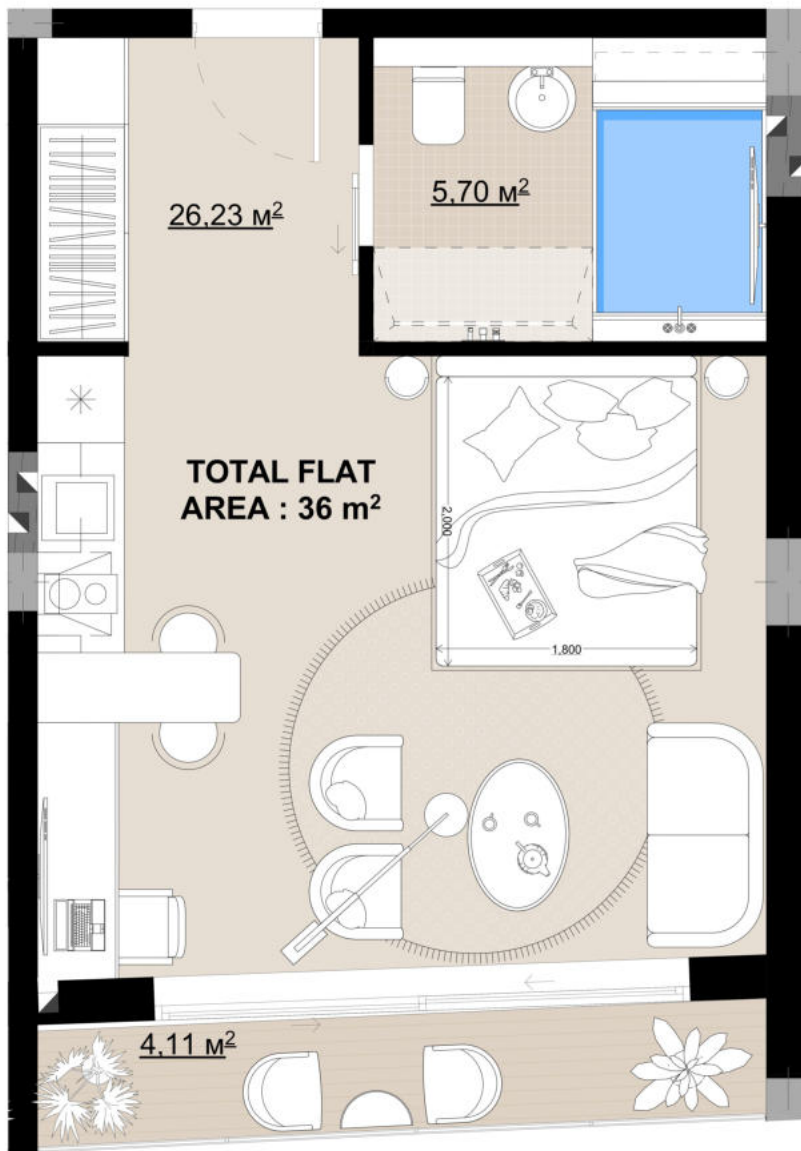 26,23 м²
5,70 м²
TOTAL FLAT
AREA : 36 m²
2,000
1,800
4,11 м²